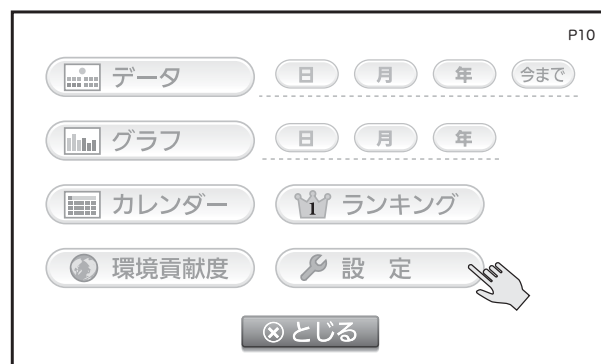 P10
データ 日 月 年 今まで
グラフ 日 月 年
カレンダー 1 ランキング
環境貢献度 設 定
とじる